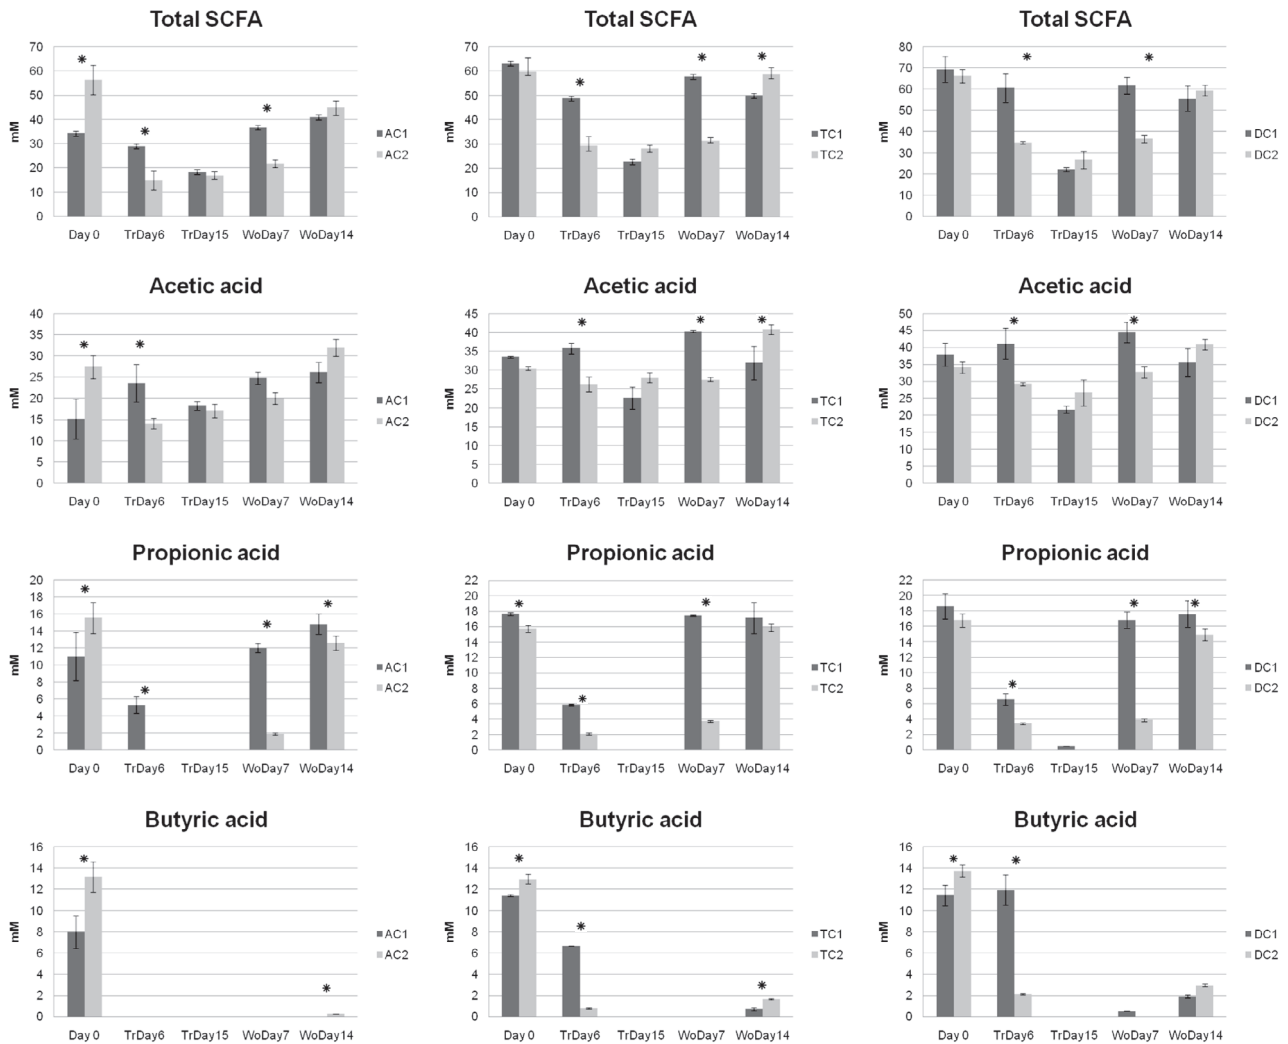 Total SCFA
70
60
50
40
30
20
10
0
mM
*
*
*
Day 0 TrDay6 TrDay15 WoDay7 WoDay14
AC1
AC2
Total SCFA
70
60
50
40
30
20
10
0
mM
*
*
*
Day 0 TrDay6 TrDay15 WoDay7 WoDay14
TC1
TC2
Total SCFA
80
70
60
50
40
30
20
10
0
mM
*
*
Day 0 TrDay6 TrDay15 WoDay7 WoDay14
DC1
DC2
Acetic acid
40
35
30
25
20
15
10
5
0
mM
*
*
Day 0 TrDay6 TrDay15 WoDay7 WoDay14
AC1
AC2
Acetic acid
45
40
35
30
25
20
15
10
5
0
mM
*
*
*
Day 0 TrDay6 TrDay15 WoDay7 WoDay14
TC1
TC2
Acetic acid
50
45
40
35
30
25
20
15
10
5
0
mM
*
*
Day 0 TrDay6 TrDay15 WoDay7 WoDay14
DC1
DC2
Propionic acid
20
18
16
14
12
10
8
6
4
2
0
mM
*
*
*
*
Day 0 TrDay6 TrDay15 WoDay7 WoDay14
AC1
AC2
Propionic acid
22
20
18
16
14
12
10
8
6
4
2
0
mM
*
*
*
Day 0 TrDay6 TrDay15 WoDay7 WoDay14
TC1
TC2
Propionic acid
22
20
18
16
14
12
10
8
6
4
2
0
mM
*
*
*
Day 0 TrDay6 TrDay15 WoDay7 WoDay14
DC1
DC2
Butyric acid
16
14
12
10
8
6
4
2
0
mM
*
*
Day 0 TrDay6 TrDay15 WoDay7 WoDay14
AC1
AC2
Butyric acid
16
14
12
10
8
6
4
2
0
mM
*
*
*
Day 0 TrDay6 TrDay15 WoDay7 WoDay14
TC1
TC2
Butyric acid
16
14
12
10
8
6
4
2
0
mM
*
*
Day 0 TrDay6 TrDay15 WoDay7 WoDay14
DC1
DC2